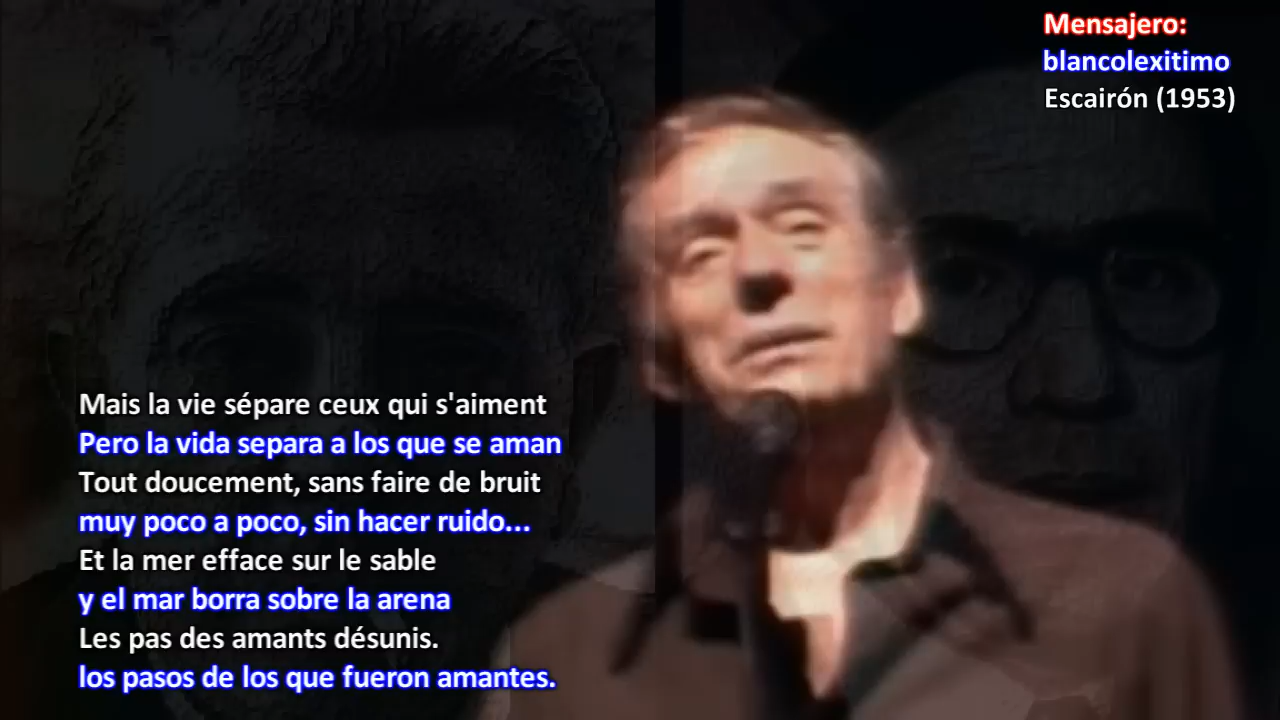 Mensajero:
blancolexitimo
Escairón (1953)
Mais la vie sépare ceux qui s'aiment
Pero la vida separa a los que se aman
Tout doucement, sans faire de bruit
muy poco a poco, sin hacer ruido...
Et la mer efface sur le sable
y el mar borra sobre la arena
Les pas des amants désunis.
los pasos de los que fueron amantes.